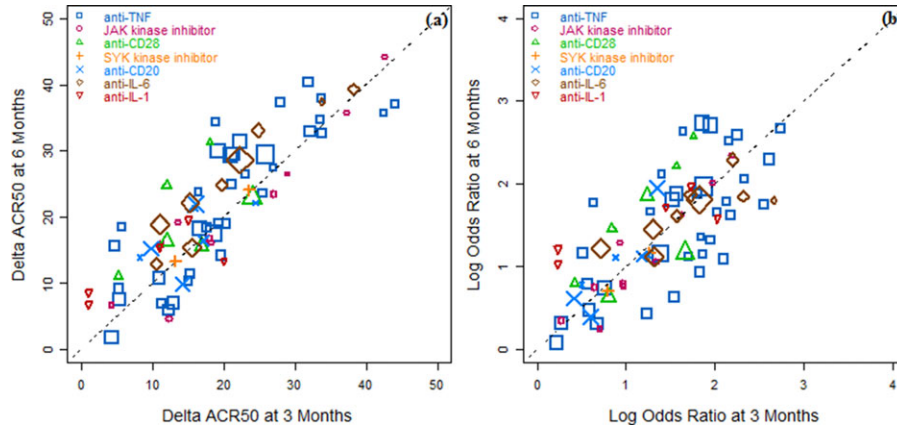 (a)
anti-TNF
JAK kinase inhibitor
anti-CD28
SYK kinase inhibitor
anti-CD20
anti-IL-6
anti-IL-1
Delta ACR50 at 6 Months
50
40
30
20
10
0
0 10 20 30 40 50
Delta ACR50 at 3 Months
(b)
anti-TNF
JAK kinase inhibitor
anti-CD28
SYK kinase inhibitor
anti-CD20
anti-IL-6
anti-IL-1
Log Odds Ratio at 6 Months
4
3
2
1
0
0 1 2 3 4
Log Odds Ratio at 3 Months